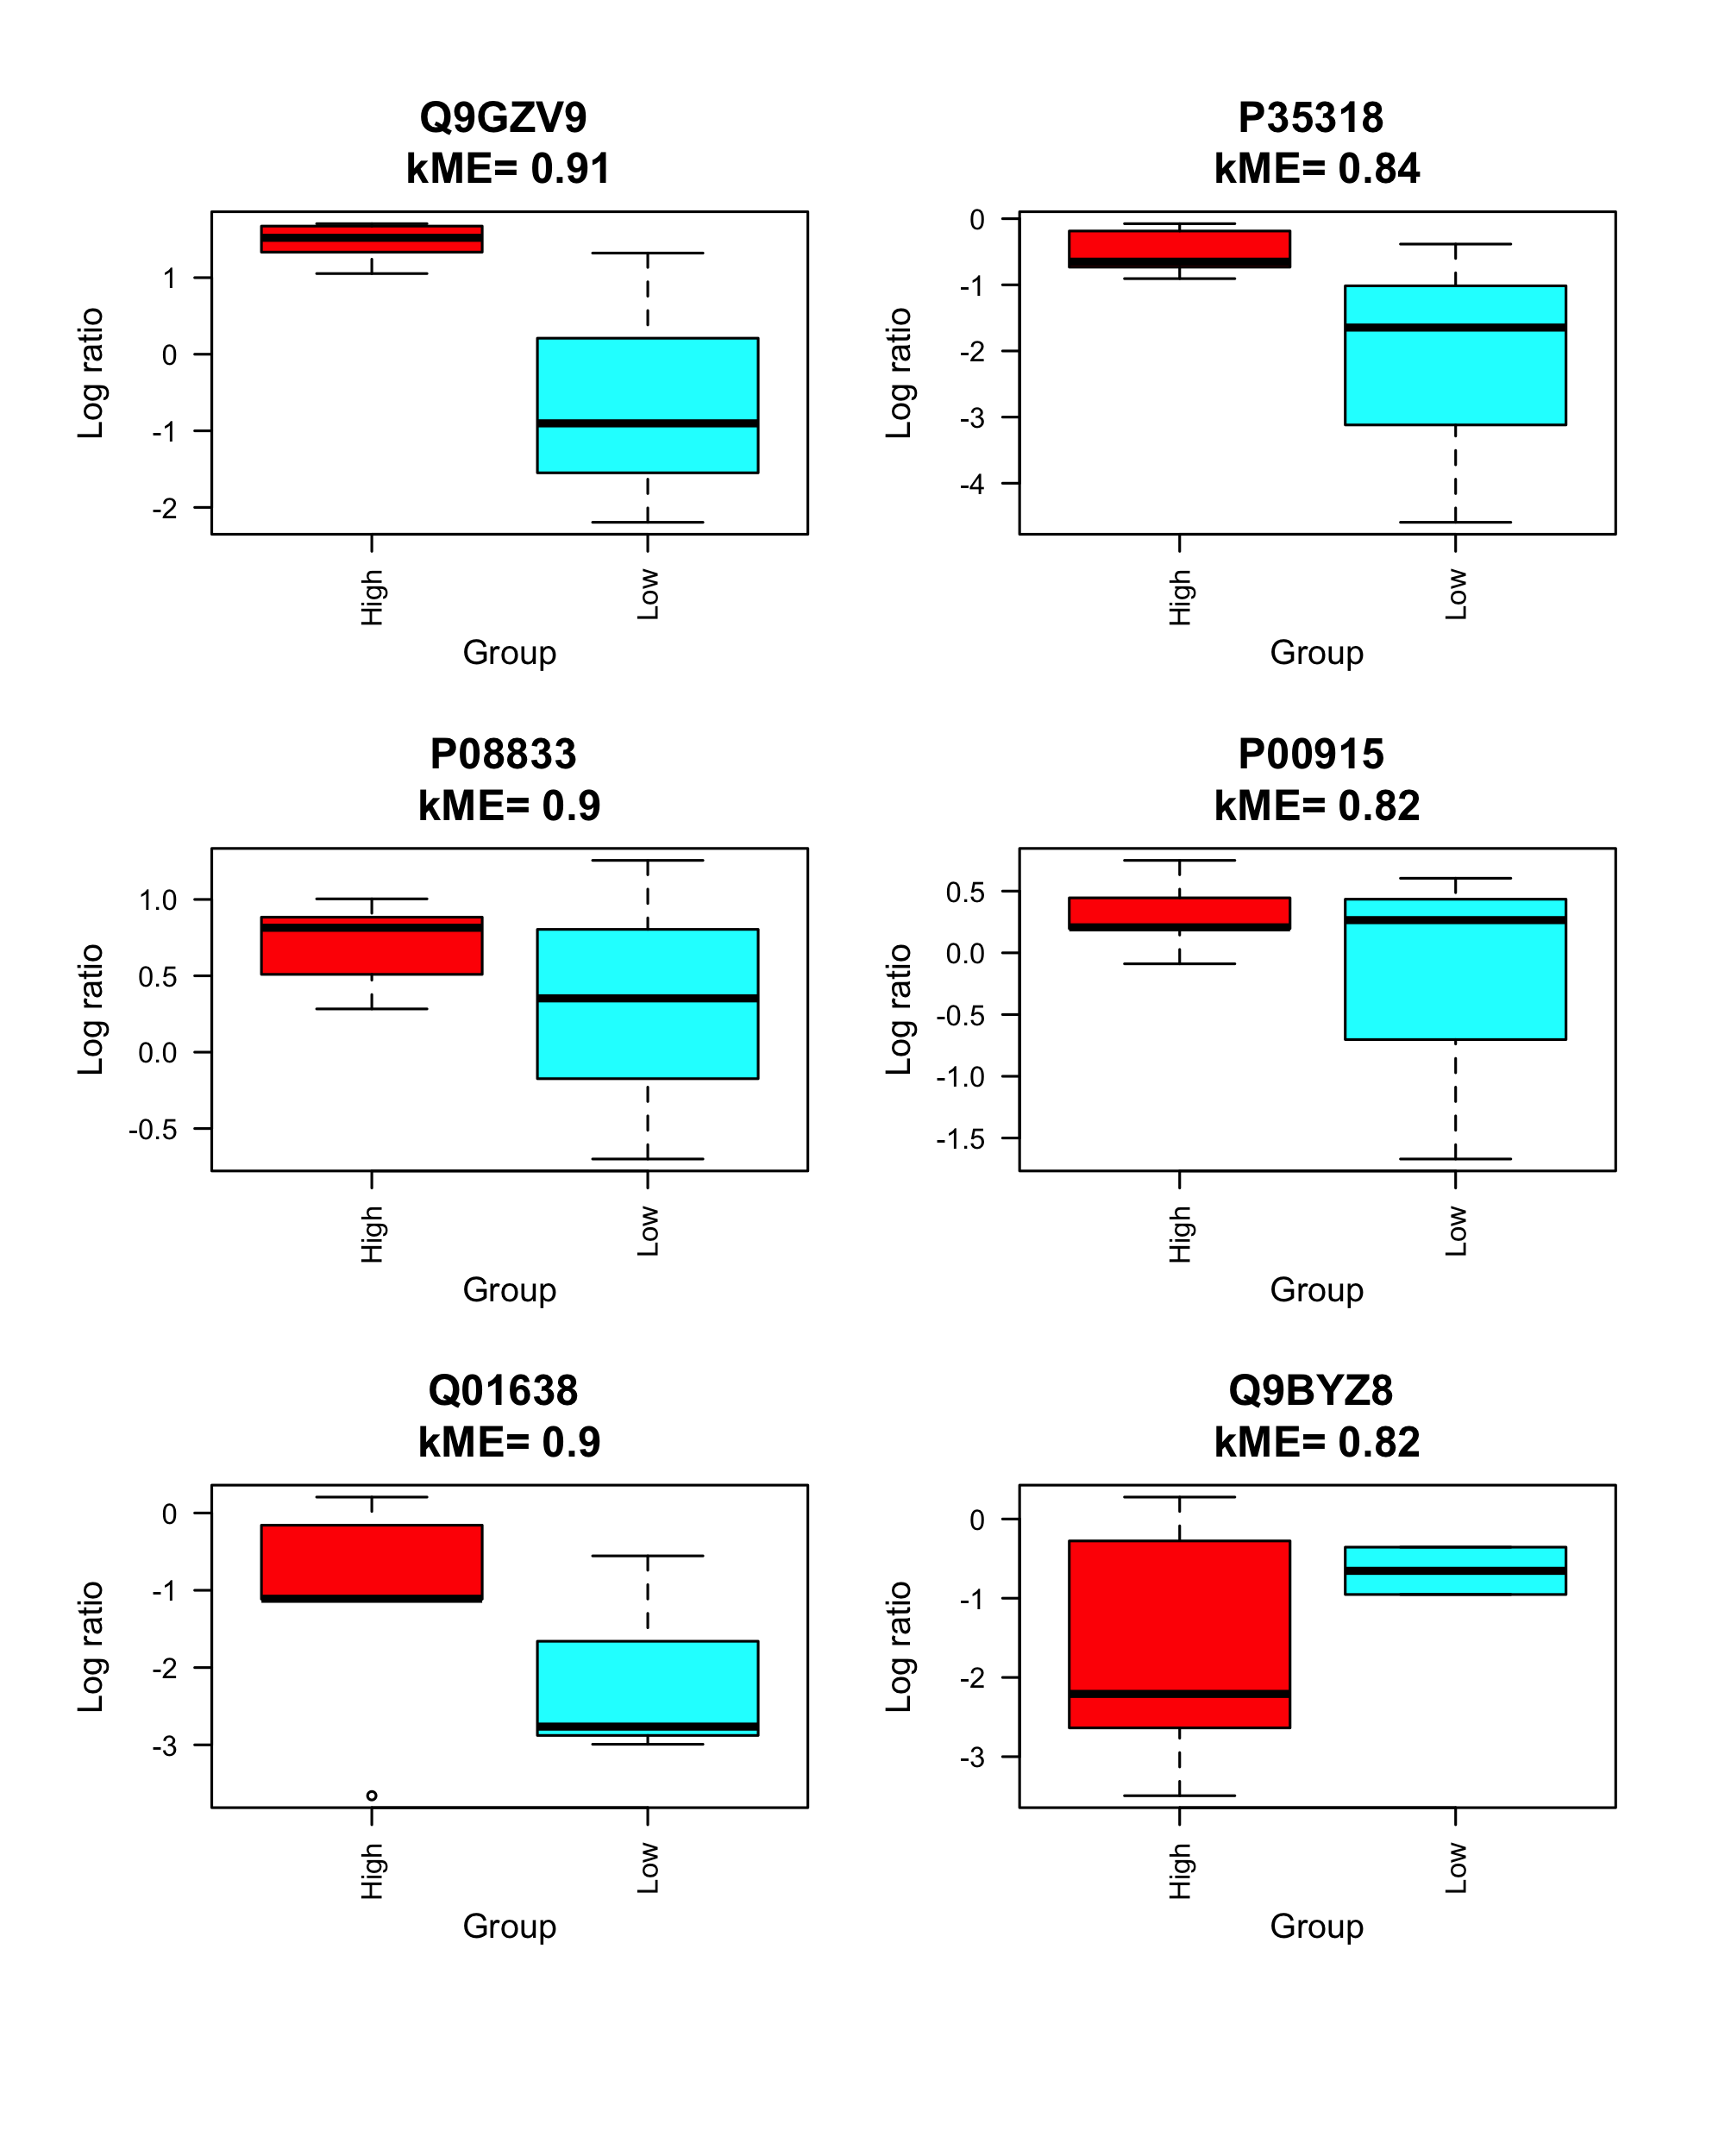 Q9GZV9
kME= 0.91
Log ratio
1
0
-1
-2
High
Low
Group
P35318
kME= 0.84
Log ratio
0
-1
-2
-3
-4
High
Low
Group
P08833
kME= 0.9
Log ratio
1.0
0.5
0.0
-0.5
High
Low
Group
P00915
kME= 0.82
Log ratio
0.5
0.0
-0.5
-1.0
-1.5
High
Low
Group
Q01638
kME= 0.9
Log ratio
0
-1
-2
-3
High
Low
Group
Q9BYZ8
kME= 0.82
Log ratio
0
-1
-2
-3
High
Low
Group